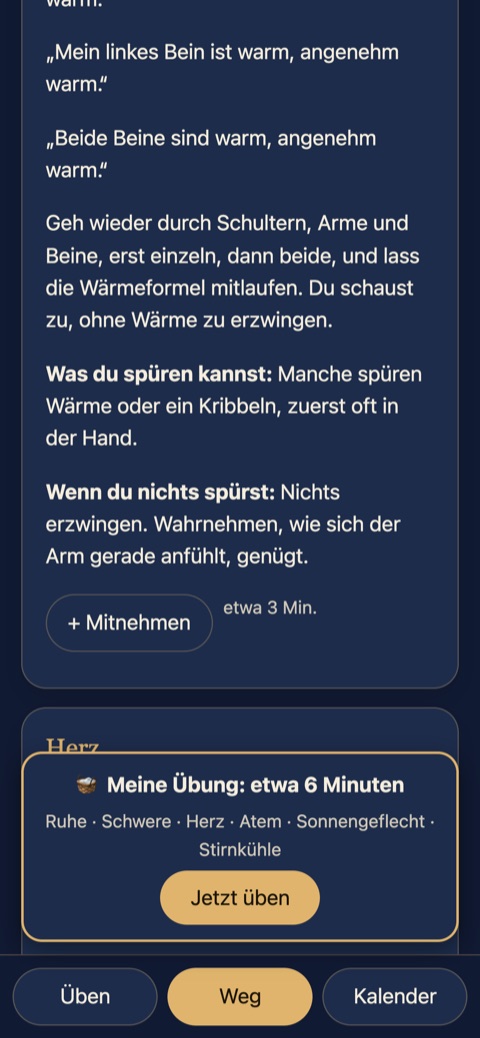 warm.“
„Mein linkes Bein ist warm, angenehm
warm.“
„Beide Beine sind warm, angenehm
warm.“
Geh wieder durch Schultern, Arme und
Beine, erst einzeln, dann beide, und lass
die Wärmeformel mitlaufen. Du schaust
zu, ohne Wärme zu erzwingen.
Was du spüren kannst: Manche spüren
Wärme oder ein Kribbeln, zuerst oft in
der Hand.
Wenn du nichts spürst: Nichts
erzwingen. Wahrnehmen, wie sich der
Arm gerade anfühlt, genügt.
+ Mitnehmen
etwa 3 Min.
Herz
Meine Übung: etwa 6 Minuten
Ruhe · Schwere · Herz · Atem · Sonnengeflecht ·
Stirnkühle
Jetzt üben
Üben
Weg
Kalender